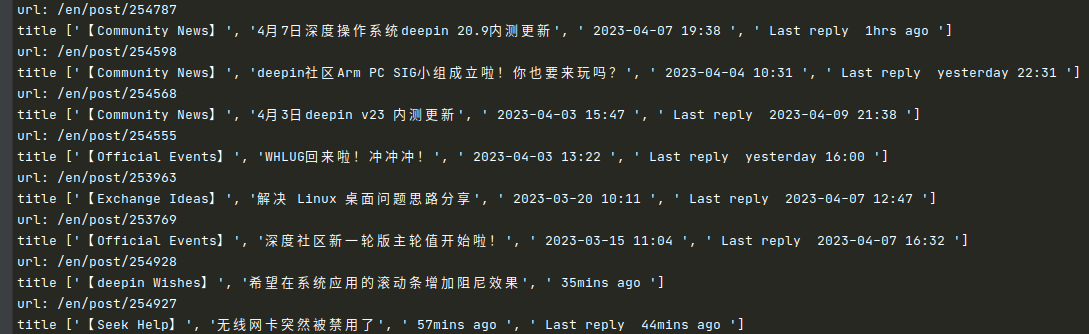 url: /en/post/254787
title ['【Community News】', '4月7日深度操作系统deepin 20.9内测更新', ' 2023-04-07 19:38 ', ' Last reply  1hrs ago ']
url: /en/post/254598
title ['【Community News】', 'deepin社区Arm PC SIG小组成立啦！你也要来玩吗？', ' 2023-04-04 10:31 ', ' Last reply  yesterday 22:31 ']
url: /en/post/254568
title ['【Community News】', '4月3日deepin v23 内测更新', ' 2023-04-03 15:47 ', ' Last reply  2023-04-09 21:38 ']
url: /en/post/254555
title ['【Official Events】', 'WHLUG回来啦！冲冲冲！', ' 2023-04-03 13:22 ', ' Last reply  yesterday 16:00 ']
url: /en/post/253963
title ['【Exchange Ideas】', '解决 Linux 桌面问题思路分享', ' 2023-03-20 10:11 ', ' Last reply  2023-04-07 12:47 ']
url: /en/post/253769
title ['【Official Events】', '深度社区新一轮版主轮值开始啦！', ' 2023-03-15 11:04 ', ' Last reply  2023-04-07 16:32 ']
url: /en/post/254928
title ['【deepin Wishes】', '希望在系统应用的滚动条增加阻尼效果', ' 35mins ago ']
url: /en/post/254927
title ['【Seek Help】', '无线网卡突然被禁用了', ' 57mins ago ', ' Last reply  44mins ago ']